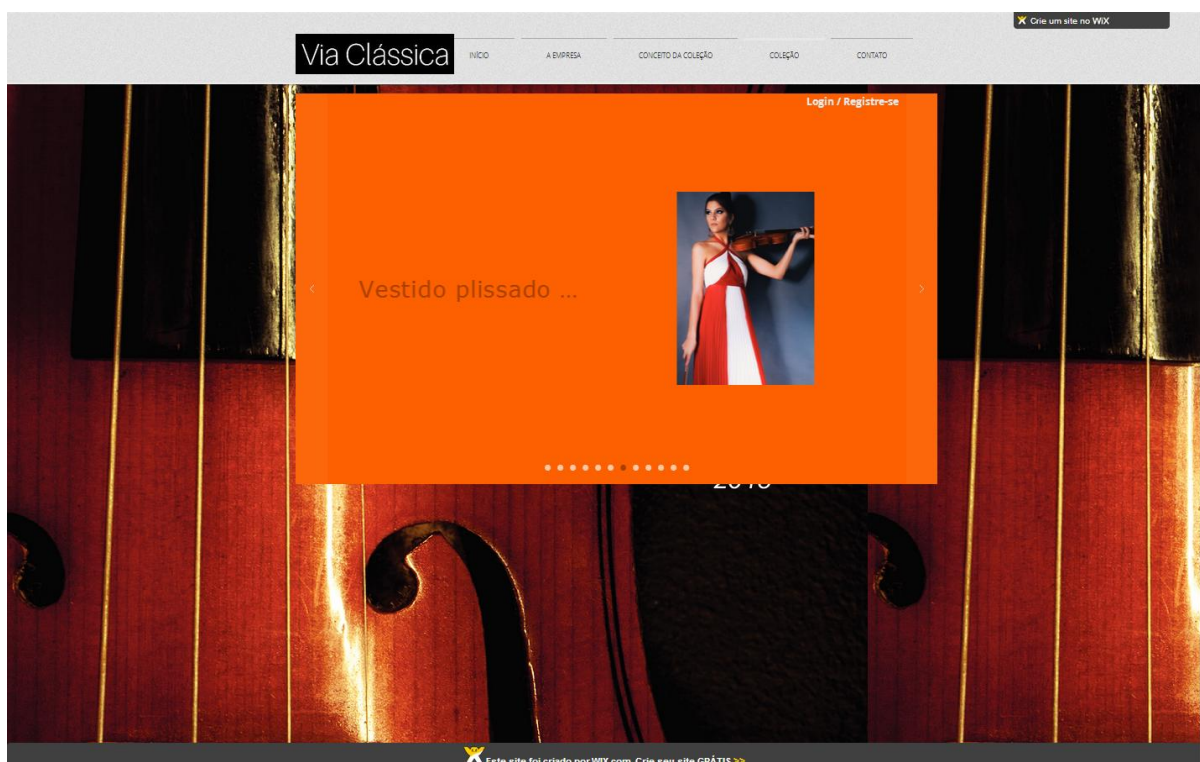 Crie um site no WiX
Via Clássica
INÍCIO
A EMPRESA
CONCEITO DA COLEÇÃO
COLEÇÃO
CONTATO
Login / Registre-se
Vestido plissado ...
Este site foi criado por WIX.com. Crie seu site GRÁTIS >>